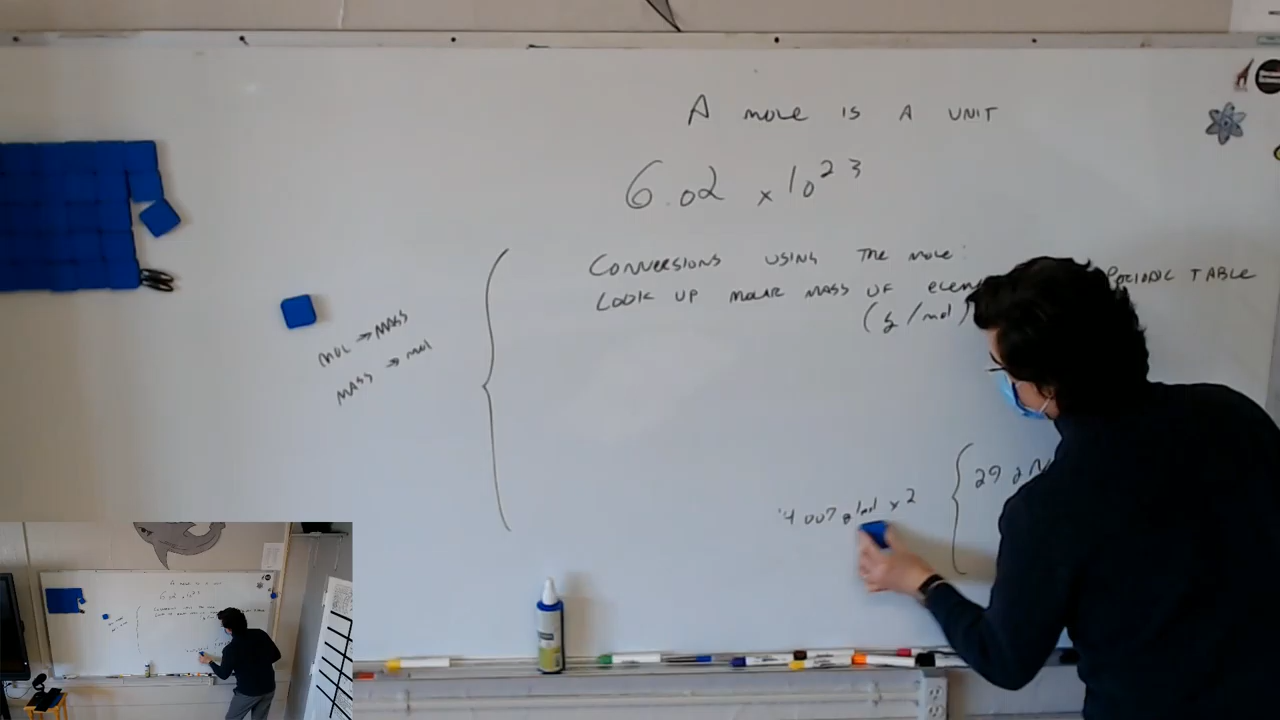 A mole is A UNIT
6.02 x 10²³
Conversions using the mole:
Look up molar mass of PERIODIC TABLE
(g/mol)
mol → MASS
MASS → mol
4.007 g/mol x 2
29